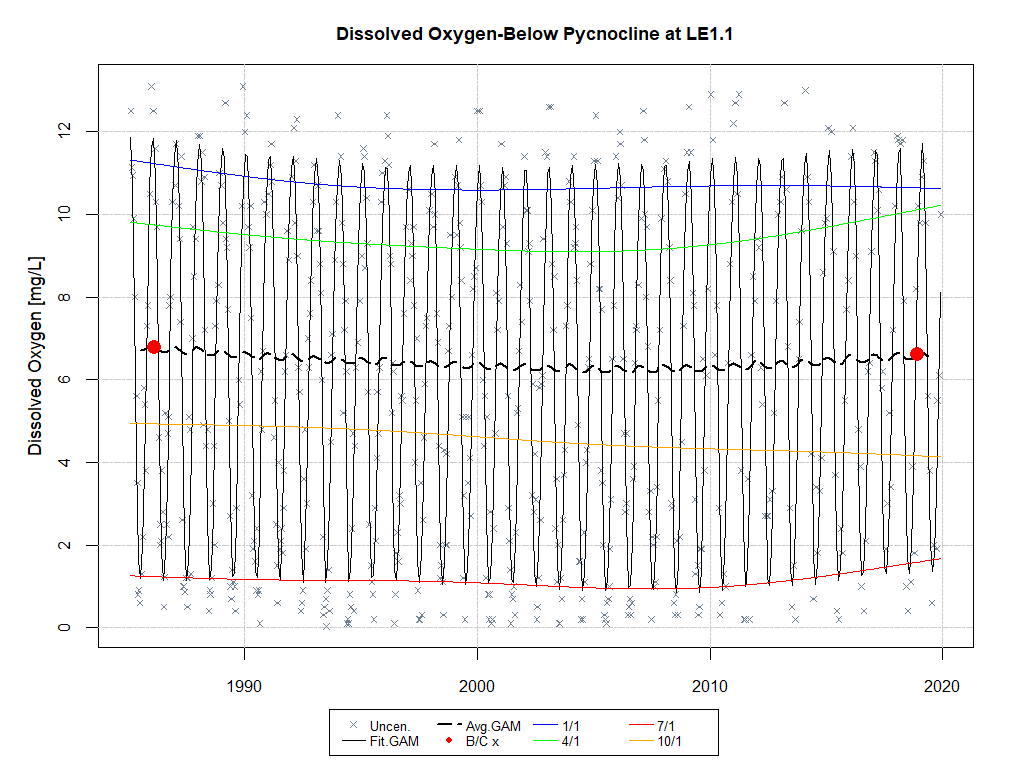 Dissolved Oxygen-Below Pycnocline at LE1.1
Dissolved Oxygen [mg/L]
12
10
8
6
4
2
0
1990 2000 2010 2020
Uncen. Avg.GAM 1/1 7/1
Fit.GAM B/C x 4/1 10/1